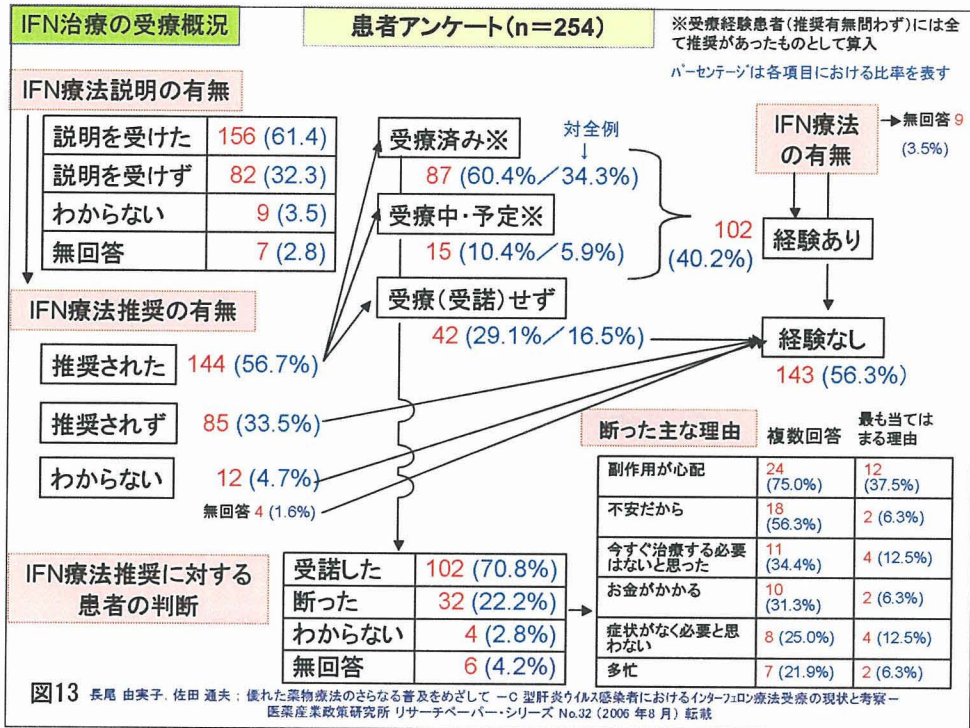 IFN治療の受療概況
患者アンケート(n=254)
※受療経験患者(推奨有無問わず)には全
て推奨があったものとして算入
パーセンテージは各項目における比率を表す
IFN療法説明の有無
説明を受けた 156 (61.4)
説明を受けず 82 (32.3)
わからない 9 (3.5)
無回答 7 (2.8)
受療済み※
対全例
↓
87 (60.4%/34.3%)
受療中・予定※
15 (10.4%/5.9%)
受療(受諾)せず
42 (29.1%/16.5%)
IFN療法
の有無
無回答 9
(3.5%)
102
(40.2%)
経験あり
経験なし
143 (56.3%)
IFN療法推奨の有無
推奨された 144 (56.7%)
推奨されず 85 (33.5%)
わからない 12 (4.7%)
無回答 4 (1.6%)
IFN療法推奨に対する
患者の判断
受諾した 102 (70.8%)
断った 32 (22.2%)
わからない 4 (2.8%)
無回答 6 (4.2%)
断った主な理由 複数回答 最も当ては
まる理由
副作用が心配 24 12
(75.0%) (37.5%)
不安だから 18 2 (6.3%)
(56.3%)
今すぐ治療する必要 11 4 (12.5%)
はないと思った (34.4%)
お金がかかる 10 2 (6.3%)
(31.3%)
症状がなく必要と思 8 (25.0%) 4 (12.5%)
わない
多忙 7 (21.9%) 2 (6.3%)
図13 長尾 由実子, 佐田 通夫 ; 優れた薬物療法のさらなる普及をめざして -C 型肝炎ウイルス感染者におけるインターフェロン療法受療の現状と考察-
医薬産業政策研究所 リサーチペーパー・シリーズ No.32 (2006 年8 月) 転載